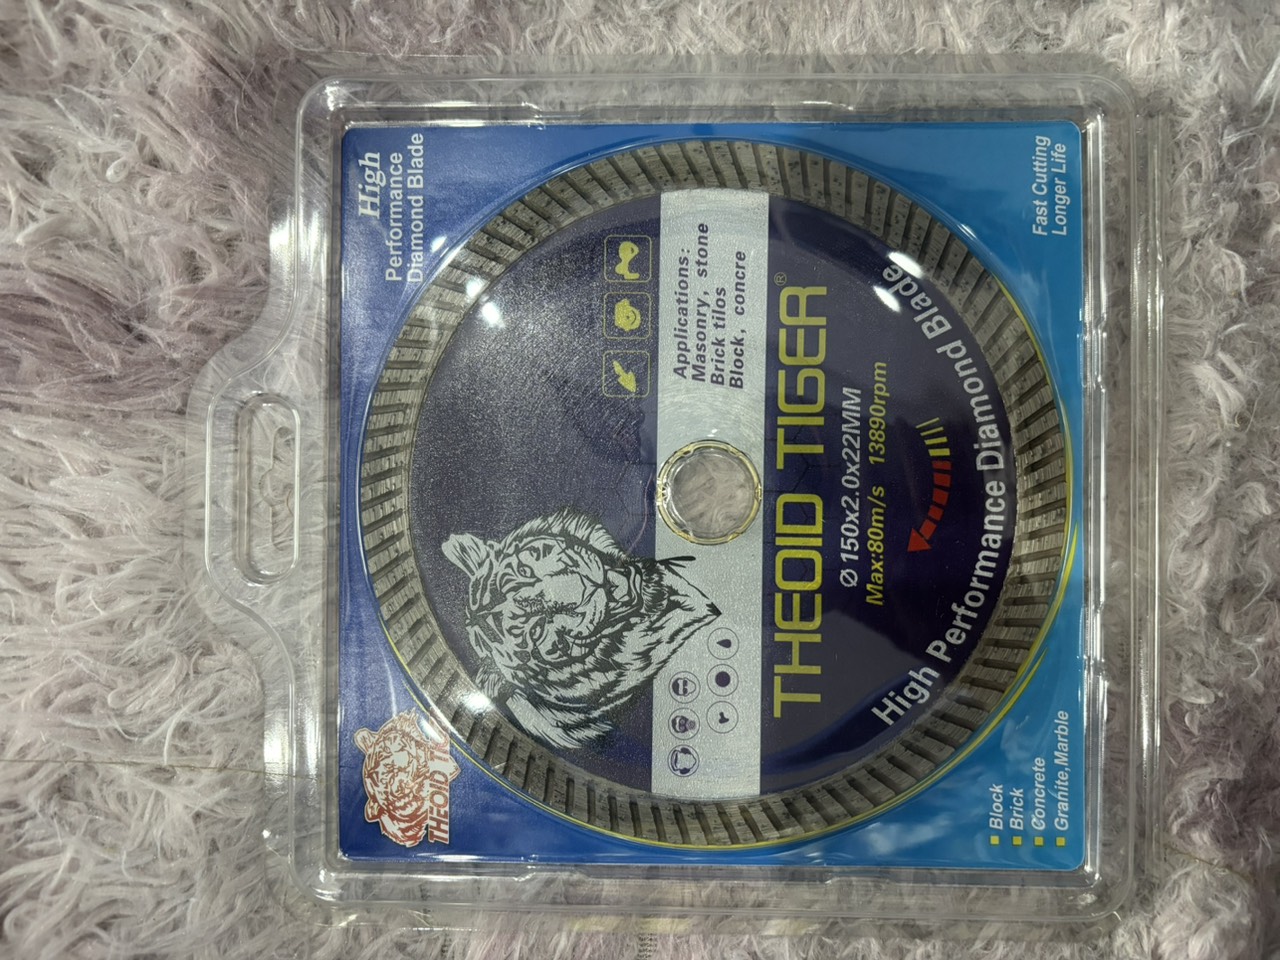 High
Performance
Diamond Blade
Fast Cutting
Longer Life
Applications:
Masonry, stone
Brick tilos
Block, concre
THEOID TIGER®
Ø 150x2.0x22MM
Max:80m/s 13890rpm
High Performance Diamond Blade
THEOID
Block
Brick
Concrete
Granite,Marble